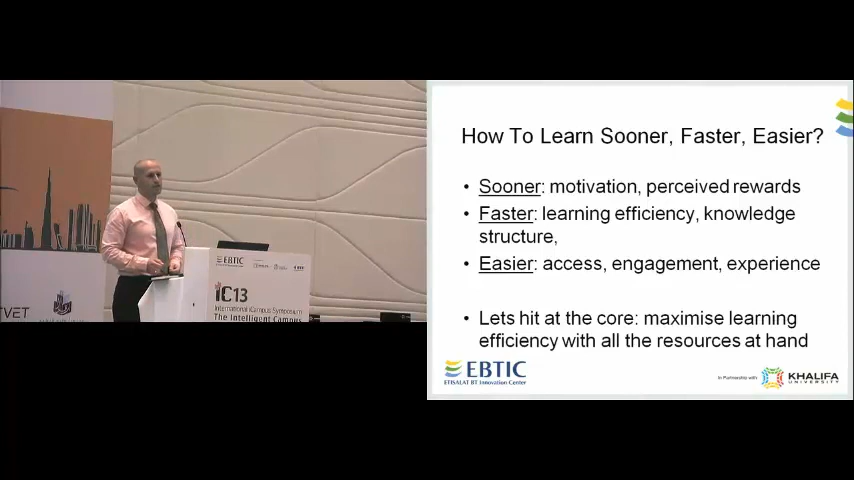 TVET
EBTIC
iC13
International iCampus Symposium
The Intelligent Campus
How To Learn Sooner, Faster, Easier?
• Sooner: motivation, perceived rewards
• Faster: learning efficiency, knowledge
structure,
• Easier: access, engagement, experience
• Lets hit at the core: maximise learning
efficiency with all the resources at hand
EBTIC
ETISALAT BT Innovation Center
In Partnership with
KHALIFA
UNIVERSITY